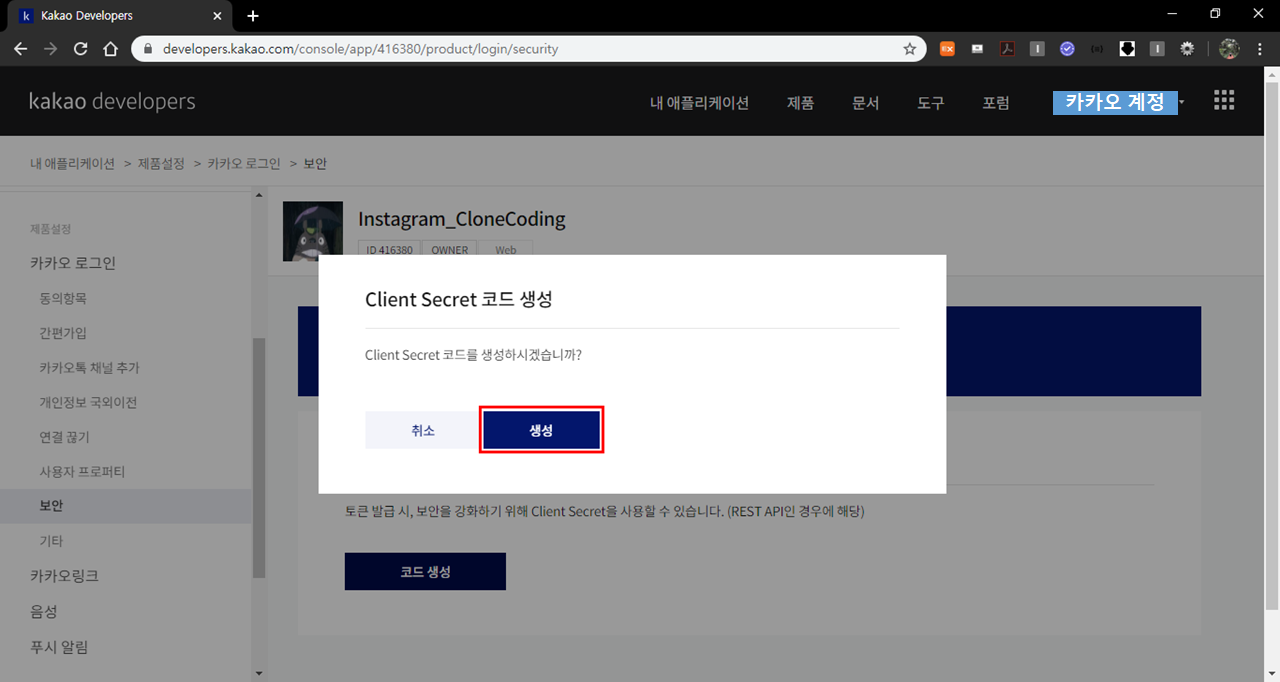 Kakao Developers
developers.kakao.com/console/app/416380/product/login/security
kakao developers
내 애플리케이션 제품 문서 도구 포럼 카카오 계정
내 애플리케이션 > 제품설정 > 카카오 로그인 > 보안
제품설정
카카오 로그인
동의항목
간편가입
카카오톡 채널 추가
개인정보 국외이전
연결 끊기
사용자 프로퍼티
보안
기타
카카오링크
음성
푸시 알림
Instagram_CloneCoding
ID 416380 OWNER Web
Client Secret 코드 생성
Client Secret 코드를 생성하시겠습니까?
취소 생성
토큰 발급 시, 보안을 강화하기 위해 Client Secret을 사용할 수 있습니다. (REST API인 경우에 해당)
코드 생성